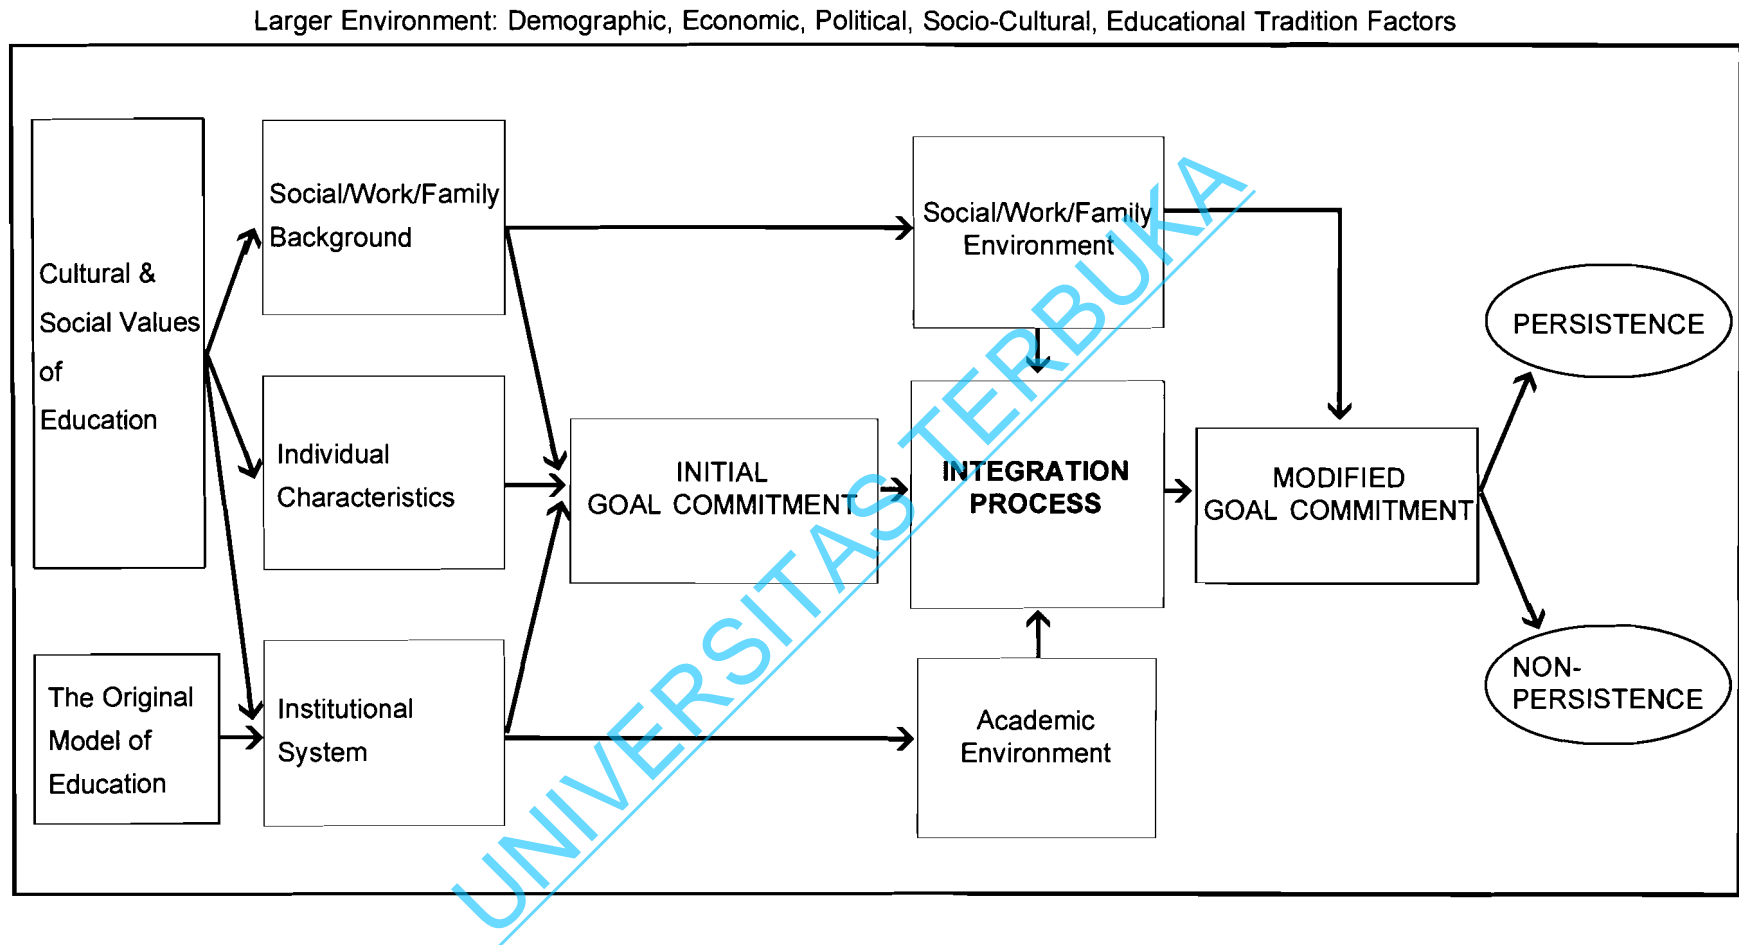 Larger Environment: Demographic, Economic, Political, Socio-Cultural, Educational Tradition Factors
Cultural &
Social Values
of
Education
The Original
Model of
Education
Social/Work/Family
Background
Individual
Characteristics
Institutional
System
INITIAL
GOAL COMMITMENT
Social/Work/Family
Environment
INTEGRATION
PROCESS
Academic
Environment
MODIFIED
GOAL COMMITMENT
PERSISTENCE
NON-
PERSISTENCE
UNIVERSITAS TERBUKA